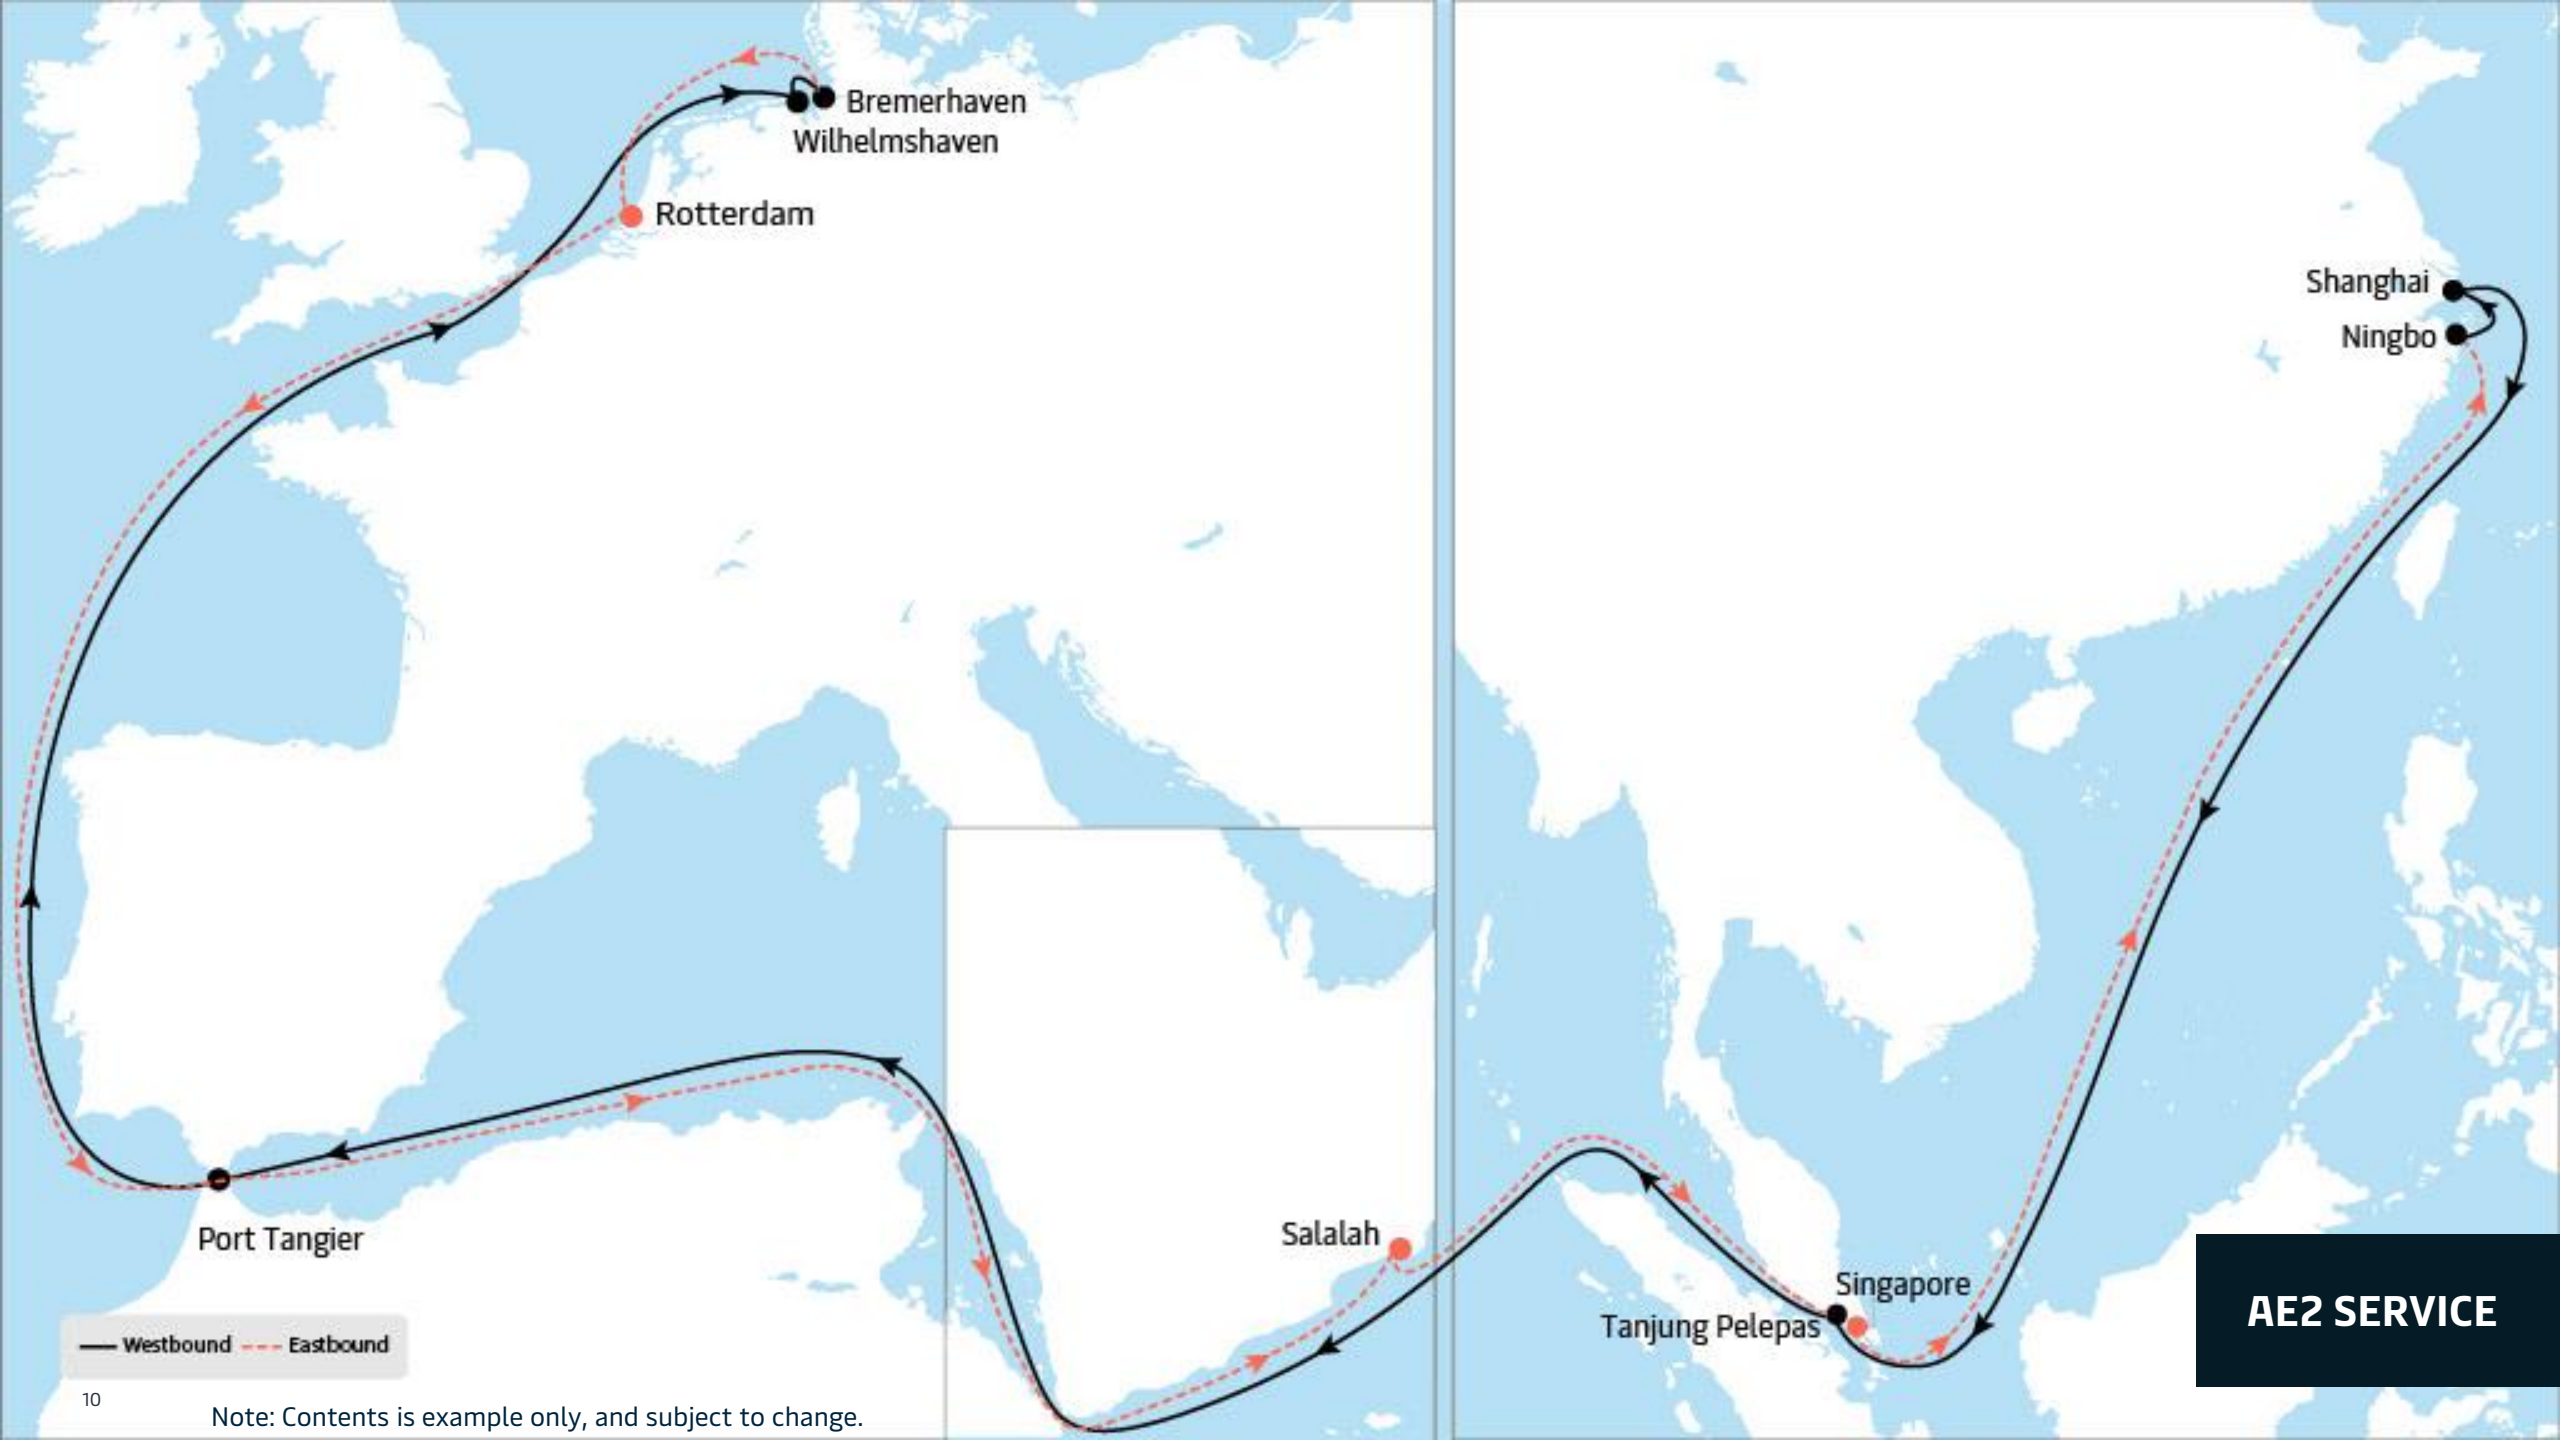 Bremerhaven
Wilhelmshaven
Rotterdam
Shanghai
Ningbo
Port Tangier
Salalah
Singapore
Tanjung Pelepas
AE2 SERVICE
Westbound Eastbound
10
Note: Contents is example only, and subject to change.